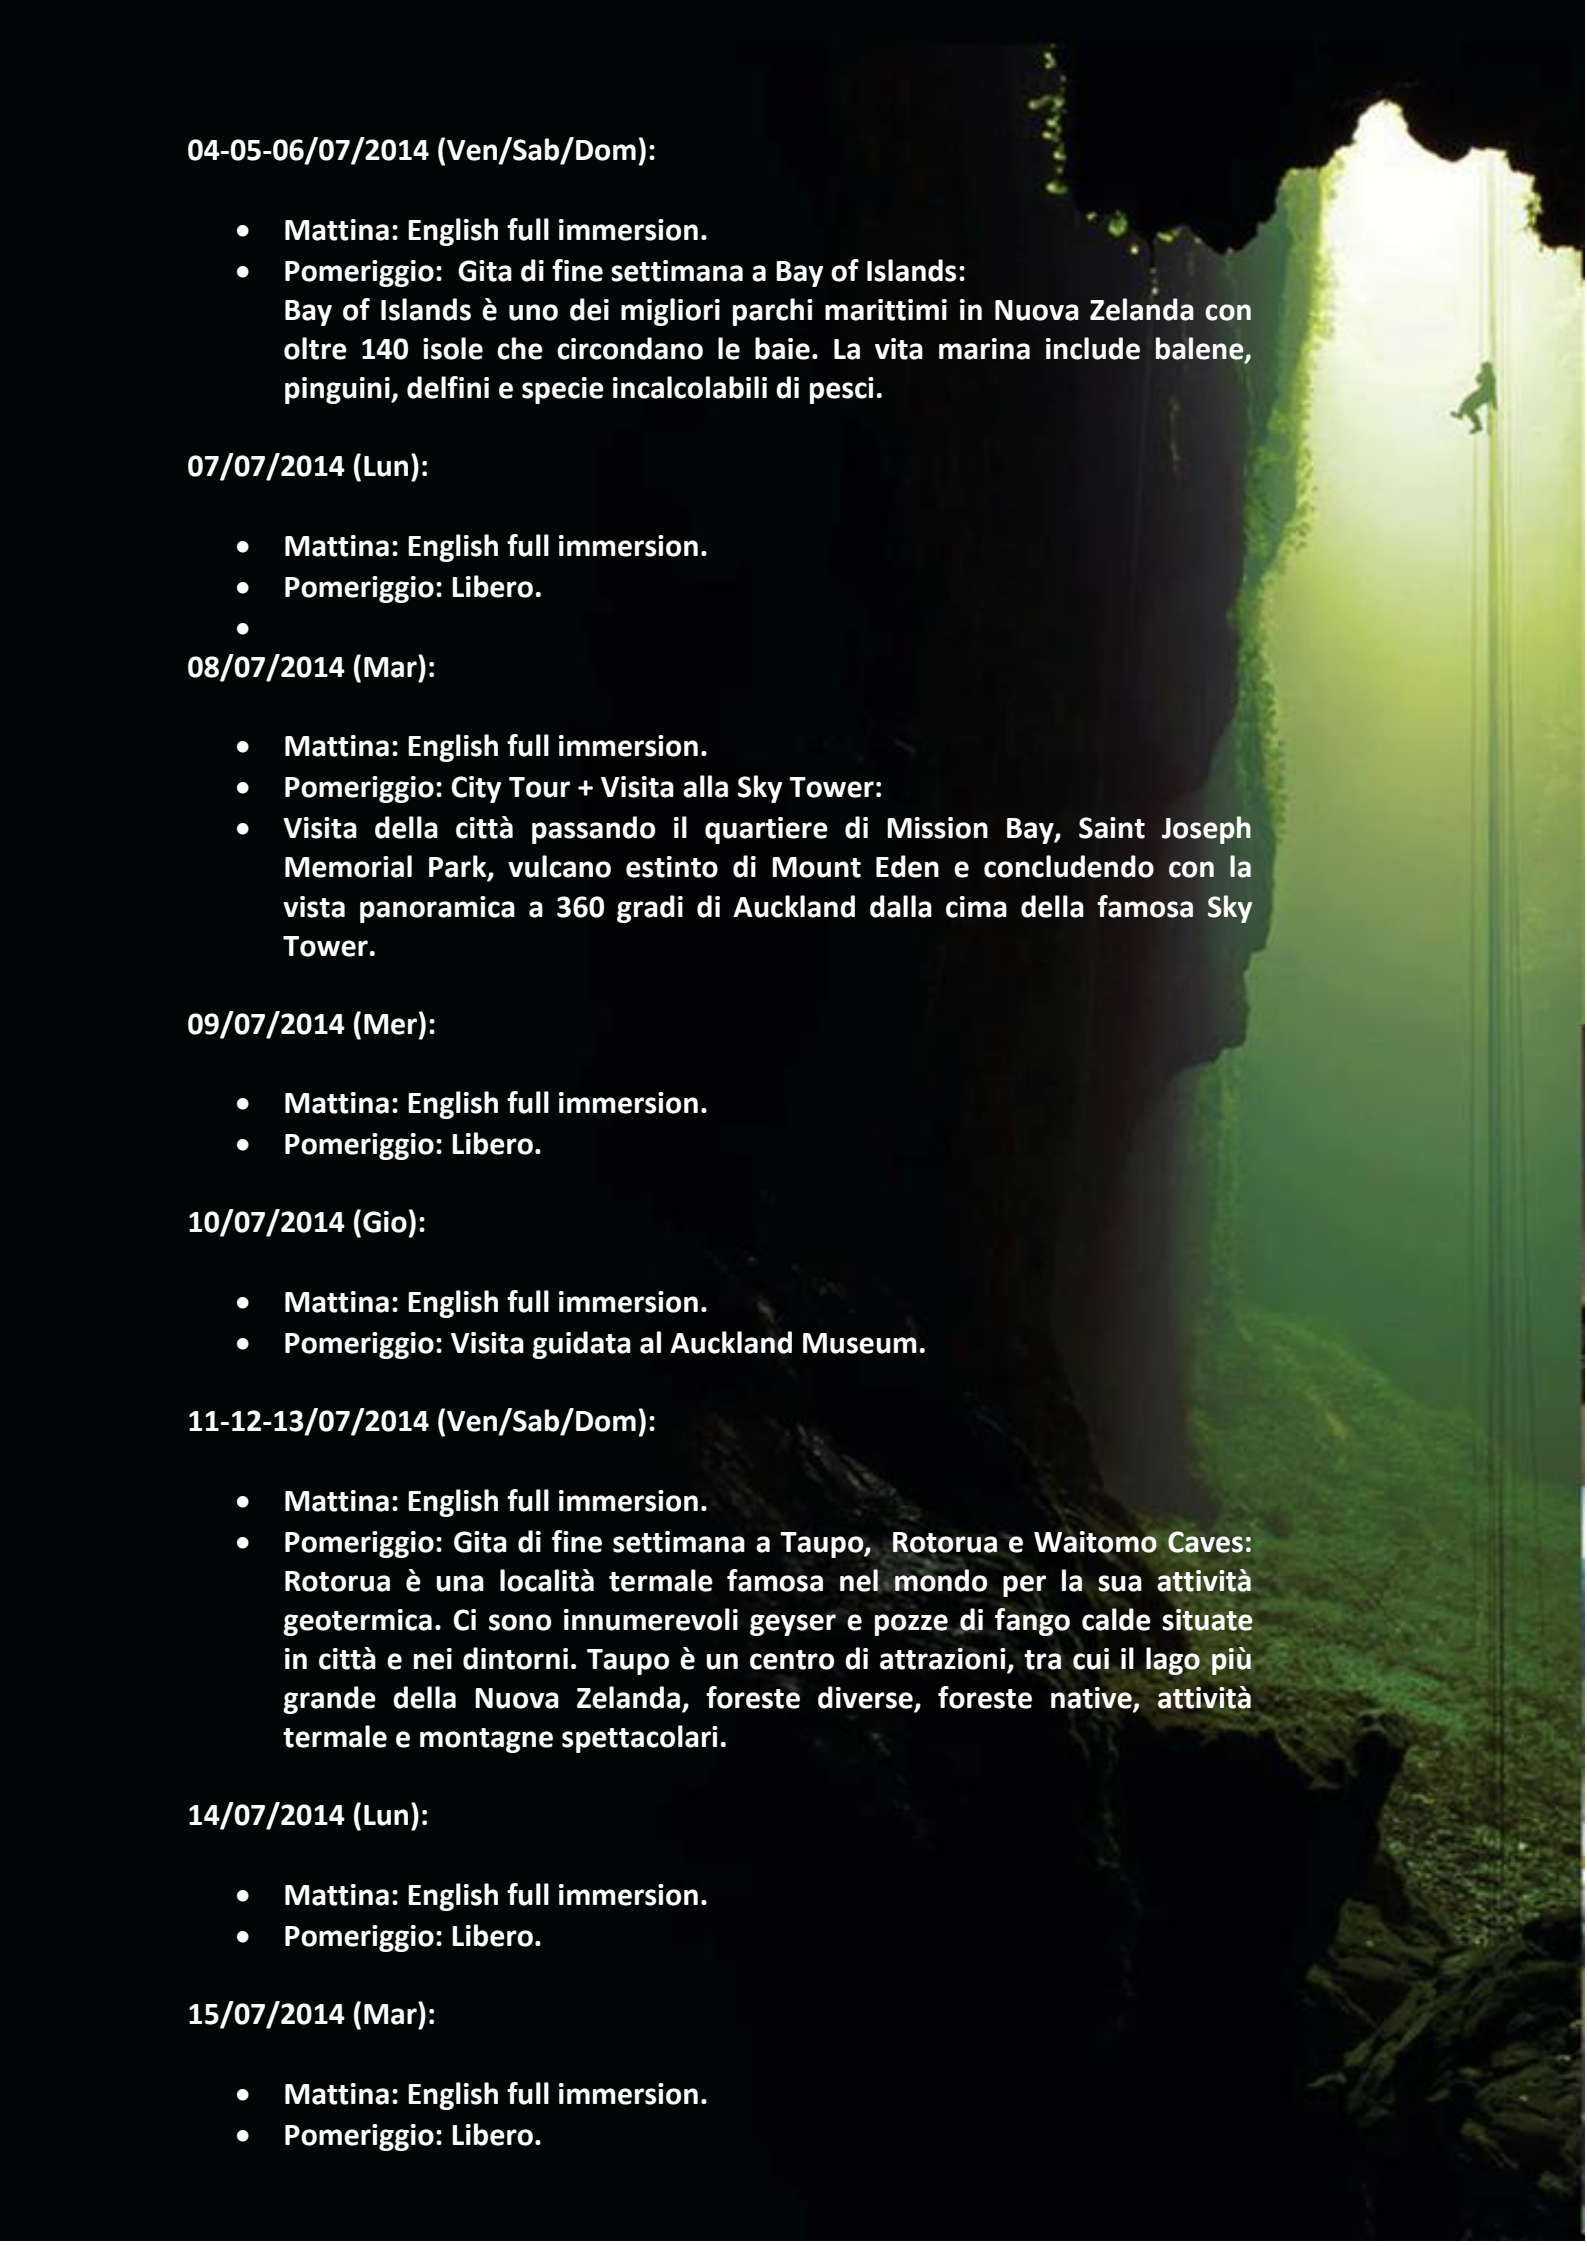 04-05-06/07/2014 (Ven/Sab/Dom):
• Mattina: English full immersion.
• Pomeriggio:  Gita di fine settimana a Bay of Islands:
Bay of Islands è uno dei migliori parchi marittimi in Nuova Zelanda con
oltre 140 isole che circondano le baie. La vita marina include balene,
pinguini, delfini e specie incalcolabili di pesci.
07/07/2014 (Lun):
• Mattina: English full immersion.
• Pomeriggio: Libero.
•
08/07/2014 (Mar):
• Mattina: English full immersion.
• Pomeriggio: City Tour + Visita alla Sky Tower:
• Visita della città passando il quartiere di Mission Bay, Saint Joseph
Memorial Park, vulcano estinto di Mount Eden e concludendo con la
vista panoramica a 360 gradi di Auckland dalla cima della famosa Sky
Tower.
09/07/2014 (Mer):
• Mattina: English full immersion.
• Pomeriggio: Libero.
10/07/2014 (Gio):
• Mattina: English full immersion.
• Pomeriggio: Visita guidata al Auckland Museum.
11-12-13/07/2014 (Ven/Sab/Dom):
• Mattina: English full immersion.
• Pomeriggio: Gita di fine settimana a Taupo,  Rotorua e Waitomo Caves:
Rotorua è una località termale famosa nel mondo per la sua attività
geotermica. Ci sono innumerevoli geyser e pozze di fango calde situate
in città e nei dintorni. Taupo è un centro di attrazioni, tra cui il lago più
grande della Nuova Zelanda, foreste diverse, foreste native, attività
termale e montagne spettacolari.
14/07/2014 (Lun):
• Mattina: English full immersion.
• Pomeriggio: Libero.
15/07/2014 (Mar):
• Mattina: English full immersion.
• Pomeriggio: Libero.